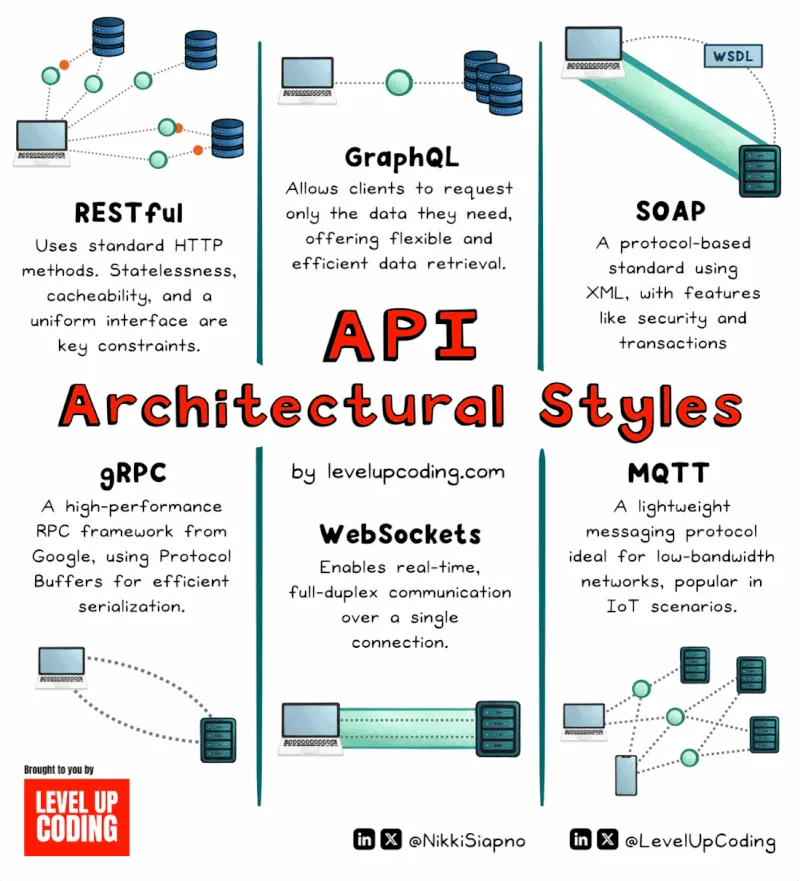 WSDL
RESTful
Uses standard HTTP
methods. Statelessness,
cacheability, and a
uniform interface are
key constraints.
GraphQL
Allows clients to request
only the data they need,
offering flexible and
efficient data retrieval.
SOAP
A protocol-based
standard using
XML, with features
like security and
transactions
API
Architectural Styles
by levelupcoding.com
gRPC
A high-performance
RPC framework from
Google, using Protocol
Buffers for efficient
serialization.
WebSockets
Enables real-time,
full-duplex communication
over a single
connection.
MQTT
A lightweight
messaging protocol
ideal for low-bandwidth
networks, popular in
IoT scenarios.
Brought to you by
LEVEL UP
CODING
in X @NikkiSiapno
in X @LevelUpCoding